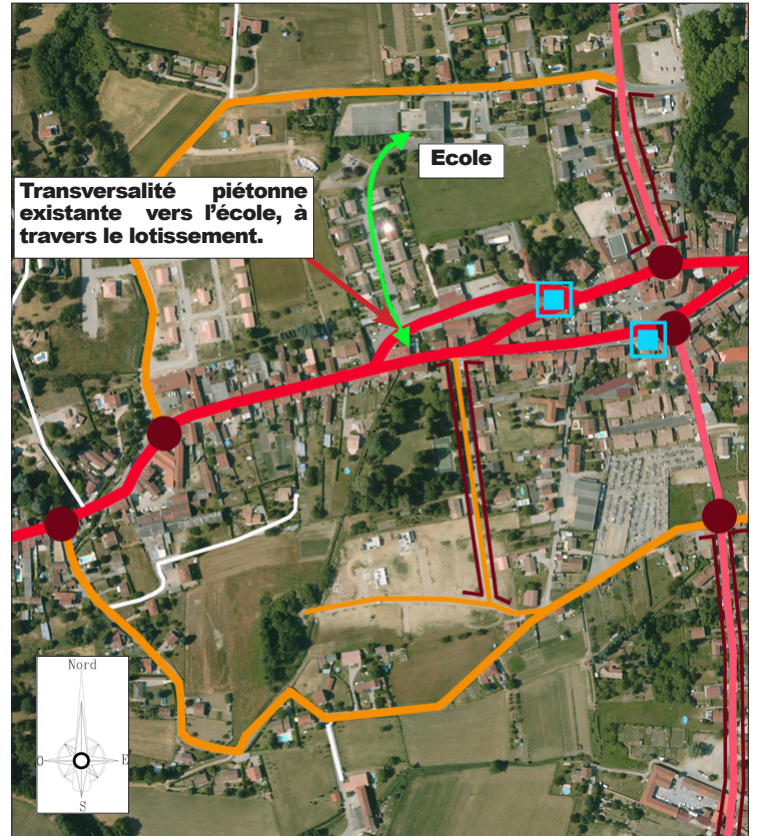 Ecole
Transversalité piétonne
existante vers l'école, à
travers le lotissement.
Nord
O E
S